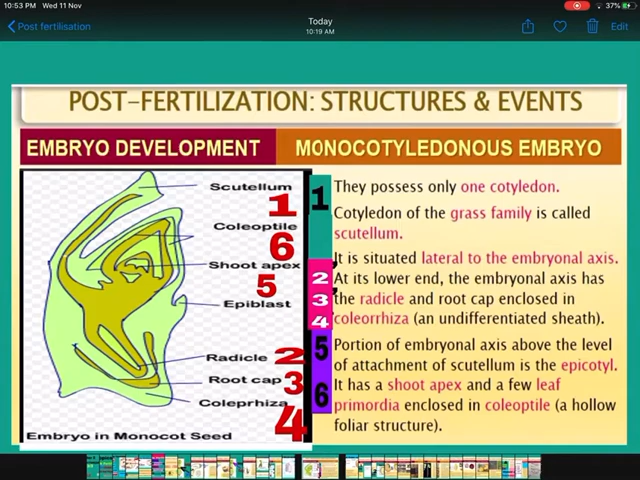 10:53 PM Wed 11 Nov
37%
Post fertilisation
Today
10:19 AM
Edit
POST-FERTILIZATION: STRUCTURES & EVENTS
EMBRYO DEVELOPMENT
MONOCOTYLEDONOUS EMBRYO
Scutellum
1
Coleoptile
6
Shoot apex
5
Epiblast
Radicle 2
Root cap 3
Coleprhiza
4
Embryo in Monocot Seed
1
They possess only one cotyledon.
Cotyledon of the grass family is called
scutellum.
It is situated lateral to the embryonal axis.
2 At its lower end, the embryonal axis has
3 the radicle and root cap enclosed in
4 coleorrhiza (an undifferentiated sheath).
5 Portion of embryonal axis above the level
of attachment of scutellum is the epicotyl.
6 It has a shoot apex and a few leaf
primordia enclosed in coleoptile (a hollow
foliar structure).